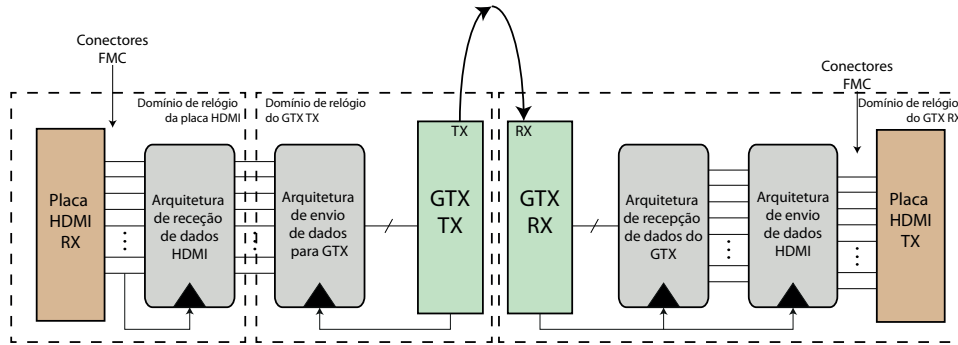 Conectores
FMC
Domínio de relógio
da placa HDMI
Domínio de relógio
do GTX TX
TX
RX
Conectores
FMC
Domínio de relógio
do GTX RX
Placa
HDMI
RX
Arquitetura
de receção
de dados
HDMI
Arquitetura
de envio
de dados
para GTX
GTX
TX
GTX
RX
Arquitetura
de recepção
de dados do
GTX
Arquitetura
de envio
de dados
HDMI
Placa
HDMI
TX